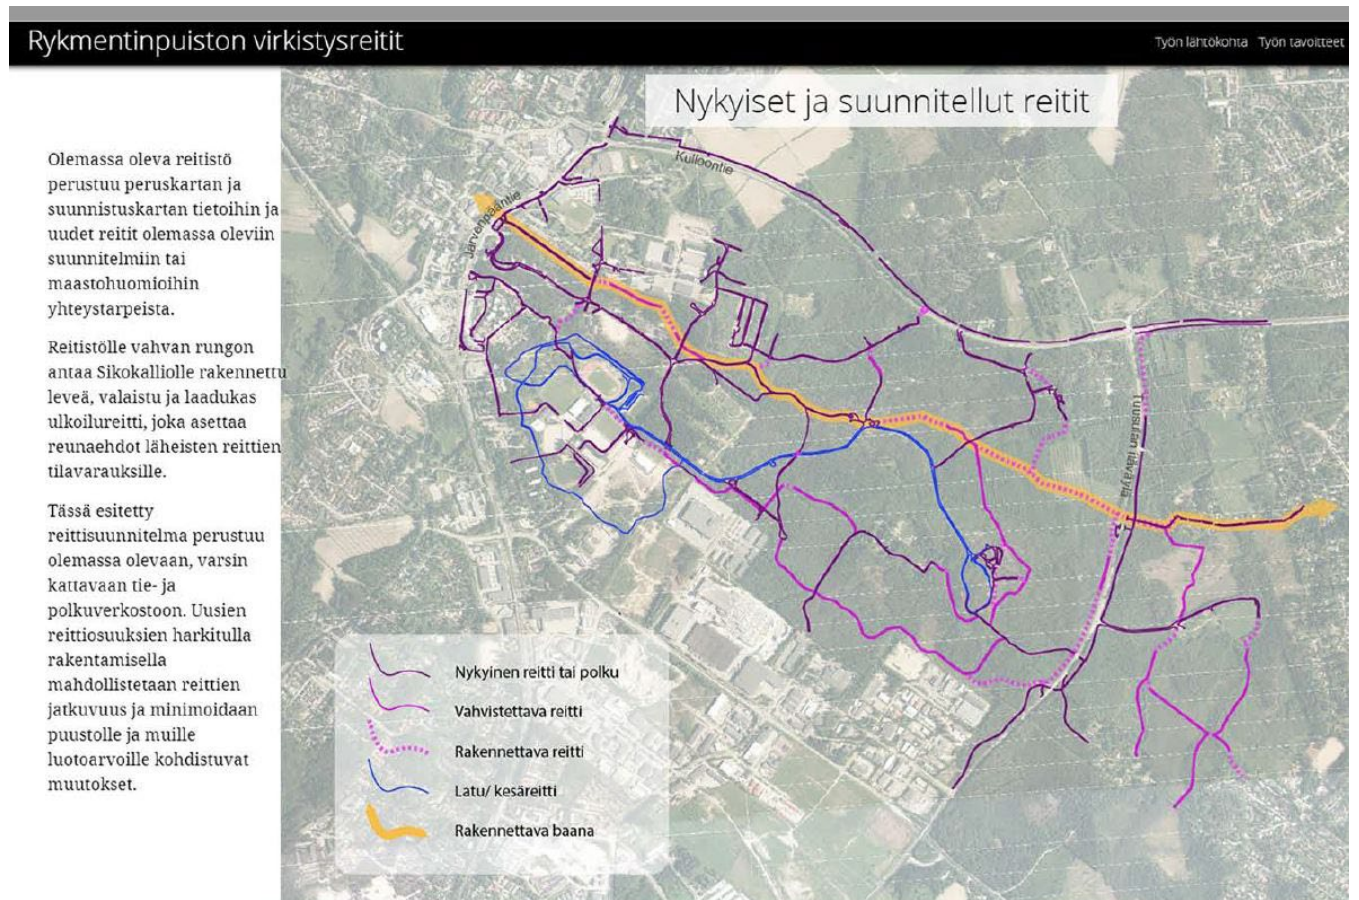 Rykmentinpuiston virkistysreitit
Työn lähtökohta Työn tavoitteet
Nykyiset ja suunnitellut reitit
Olemassa oleva reitistö
perustuu peruskartan ja
suunnistuskartan tietoihin ja
uudet reitit olemassa oleviin
suunnitelmiin tai
maastohuomioihin
yhteystarpeista.
Reitistölle vahvan rungon
antaa Sikokalliolle rakennettu
leveä, valaistu ja laadukas
ulkoilureitti, joka asettaa
reunaehdot läheisten reittien
tilavarauksille.
Tässä esitetty
reittisuunnitelma perustuu
olemassa olevaan, varsin
kattavaan tie- ja
polkuverkostoon. Uusien
reittiosuuksien harkitulla
rakentamisella
mahdollistetaan reittien
jatkuvuus ja minimoidaan
puustolle ja muille
luotoarvoille kohdistuvat
muutokset.
Kulloontie
Järvenpääntie
Tuusulan itäväylä
Nykyinen reitti tai polku
Vahvistettava reitti
Rakennettava reitti
Latu/ kesäreitti
Rakennettava baana